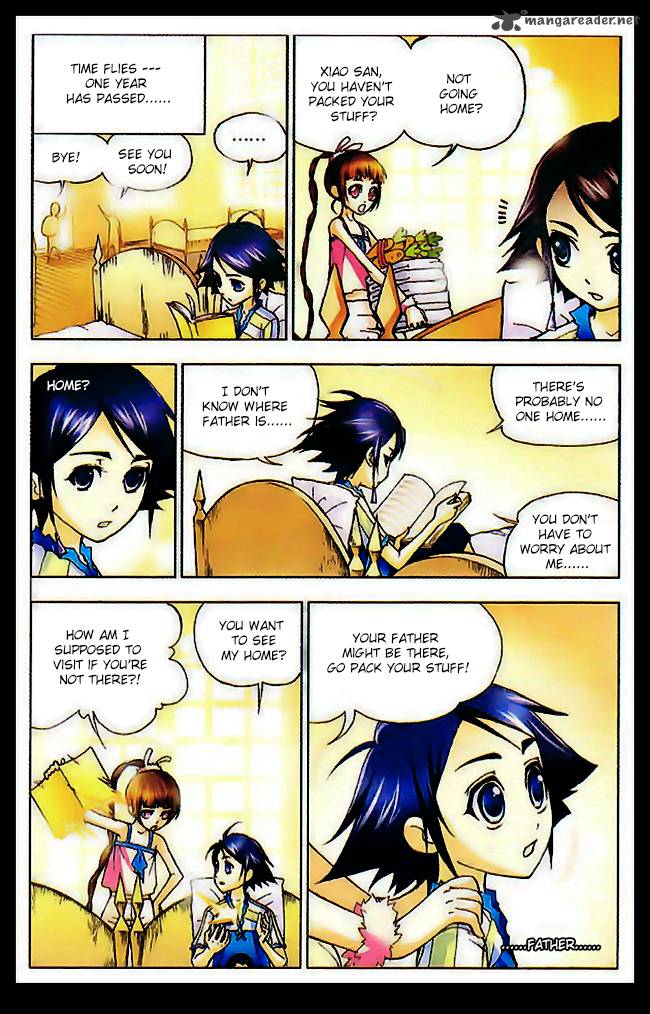 mangareader.net
TIME FLIES ---
ONE YEAR
HAS PASSED......
BYE!
SEE YOU
SOON!
......
XIAO SAN,
YOU HAVEN'T
PACKED YOUR
STUFF?
NOT
GOING
HOME?
HOME?
I DON'T
KNOW WHERE
FATHER IS......
THERE'S
PROBABLY NO
ONE HOME......
YOU DON'T
HAVE TO
WORRY ABOUT
ME......
HOW AM I
SUPPOSED TO
VISIT IF YOU'RE
NOT THERE?!
YOU WANT
TO SEE
MY HOME?
YOUR FATHER
MIGHT BE THERE,
GO PACK YOUR STUFF!
......FATHER......